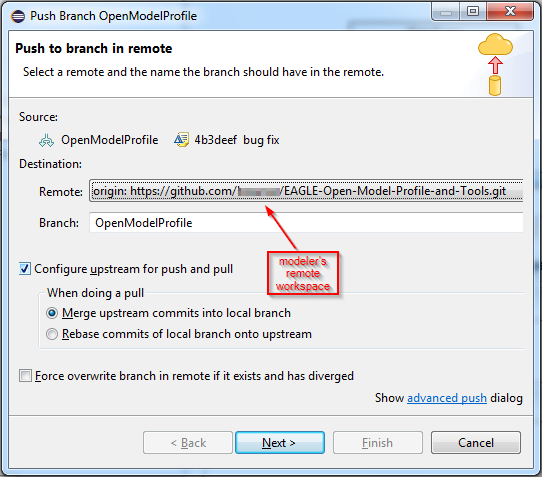 Push Branch OpenModelProfile
Push to branch in remote
Select a remote and the name the branch should have in the remote.
Source:
OpenModelProfile 4b3deef bug fix
Destination:
Remote: origin: https://github.com/ /EAGLE-Open-Model-Profile-and-Tools.git
Branch: OpenModelProfile
modeler's
remote
workspace
Configure upstream for push and pull
When doing a pull
Merge upstream commits into local branch
Rebase commits of local branch onto upstream
Force overwrite branch in remote if it exists and has diverged
Show advanced push dialog
< Back Next > Finish Cancel